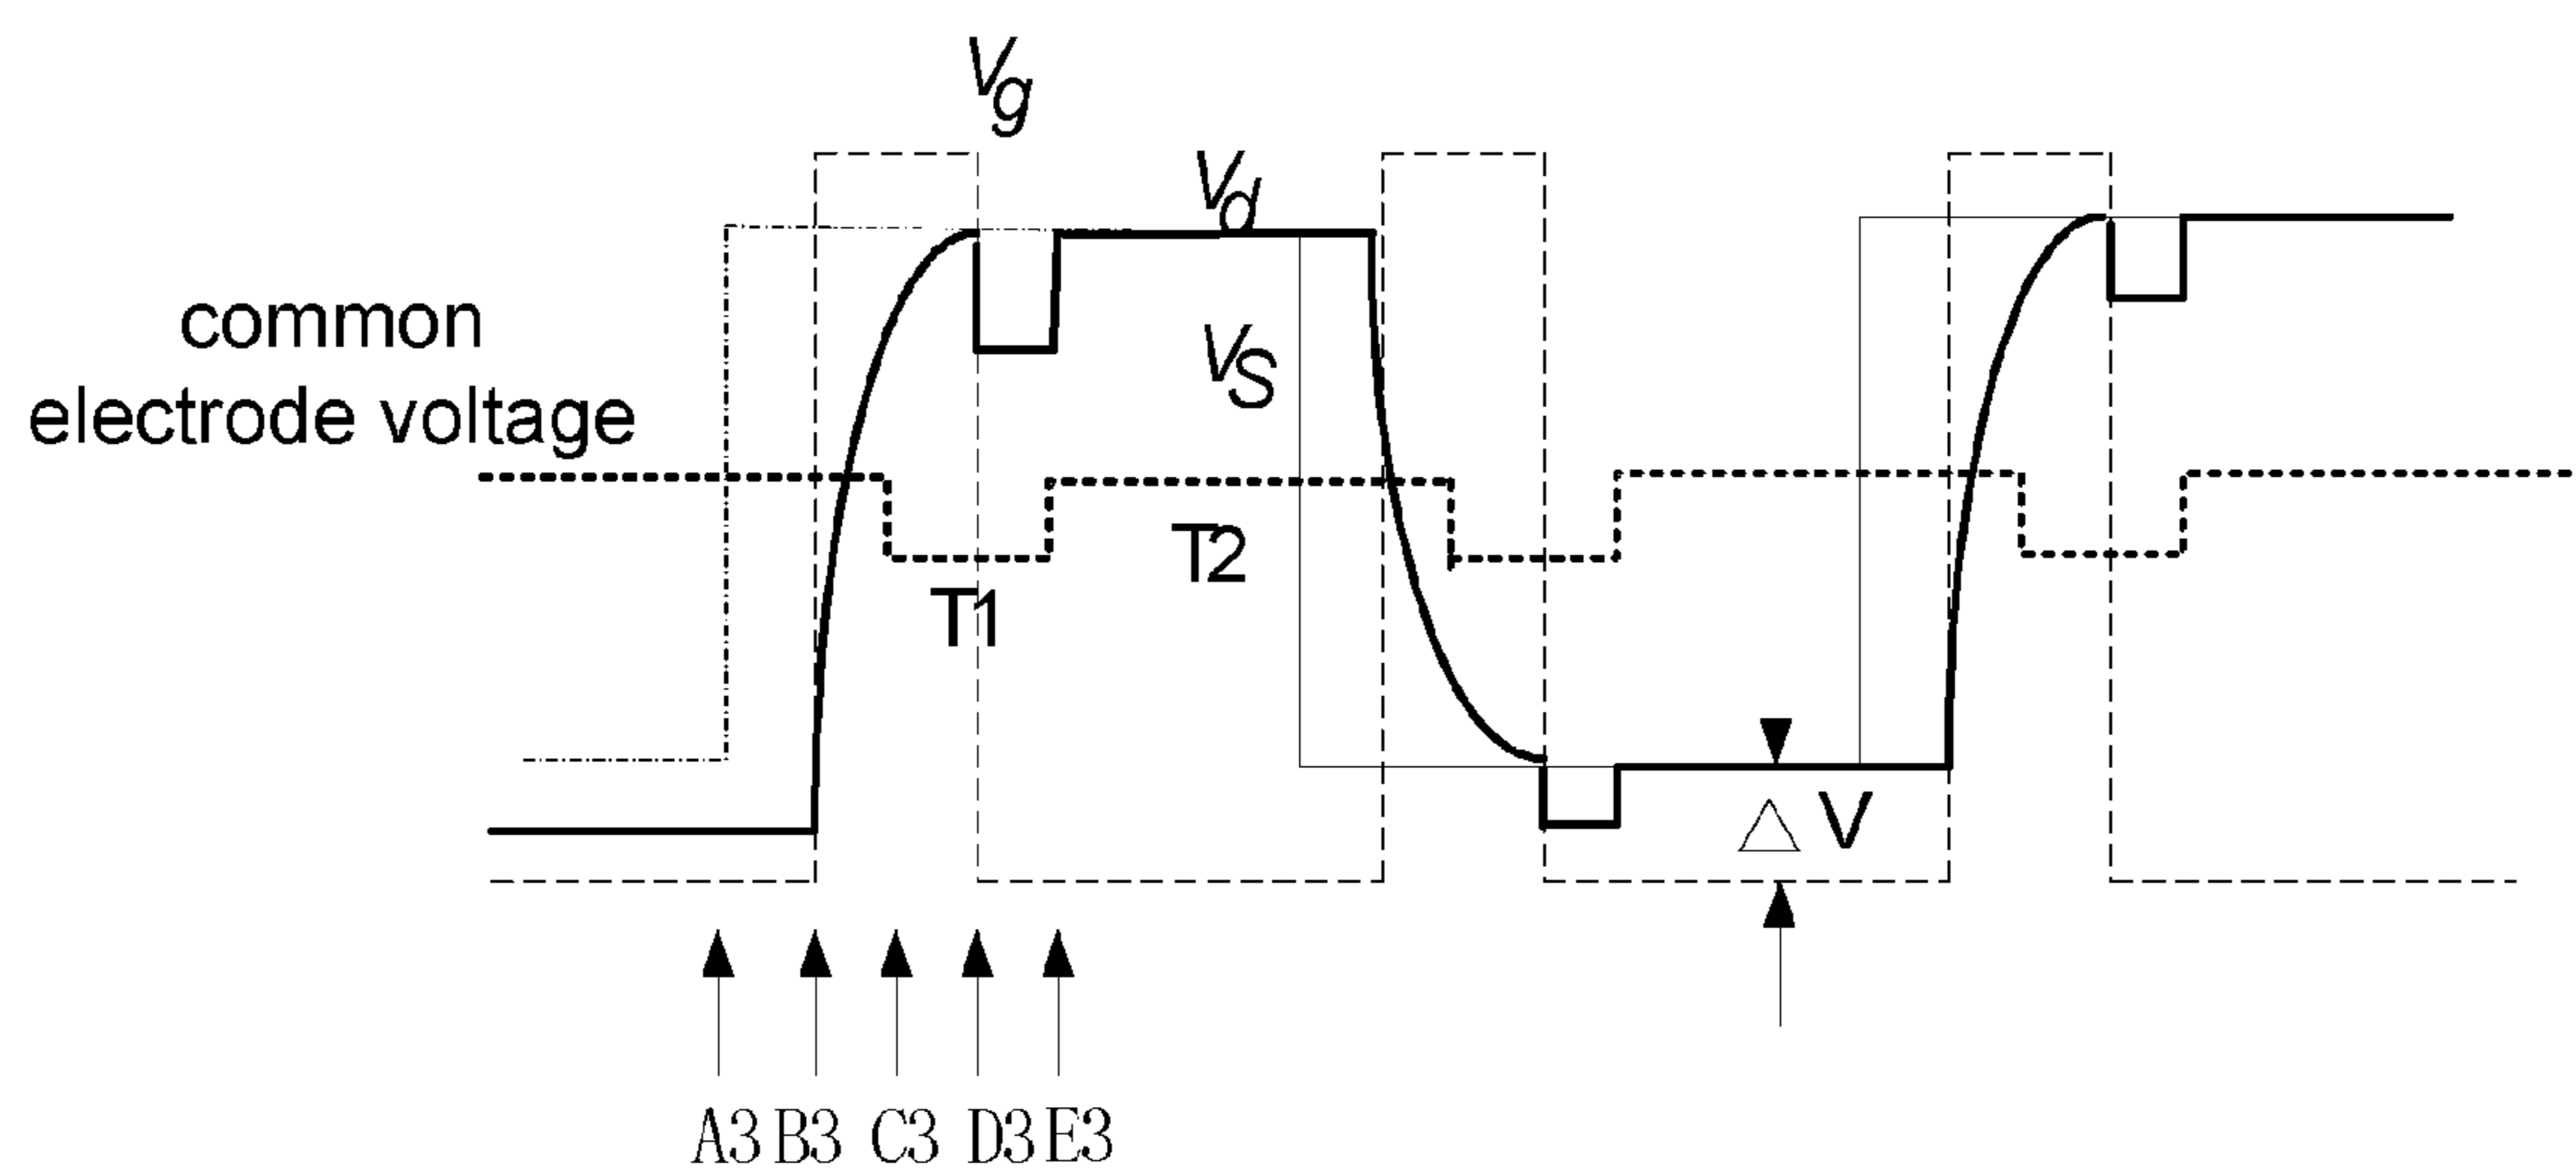 Vg
Vd
common
electrode voltage
VS
T2
T1
△ V
A3 B3 C3 D3 E3